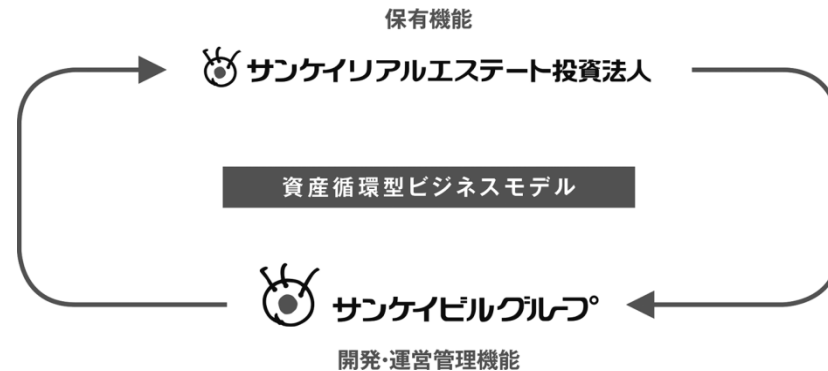 保有機能
サンケイリアルエステート投資法人
資産循環型ビジネスモデル
サンケイビルグループ
開発・運営管理機能